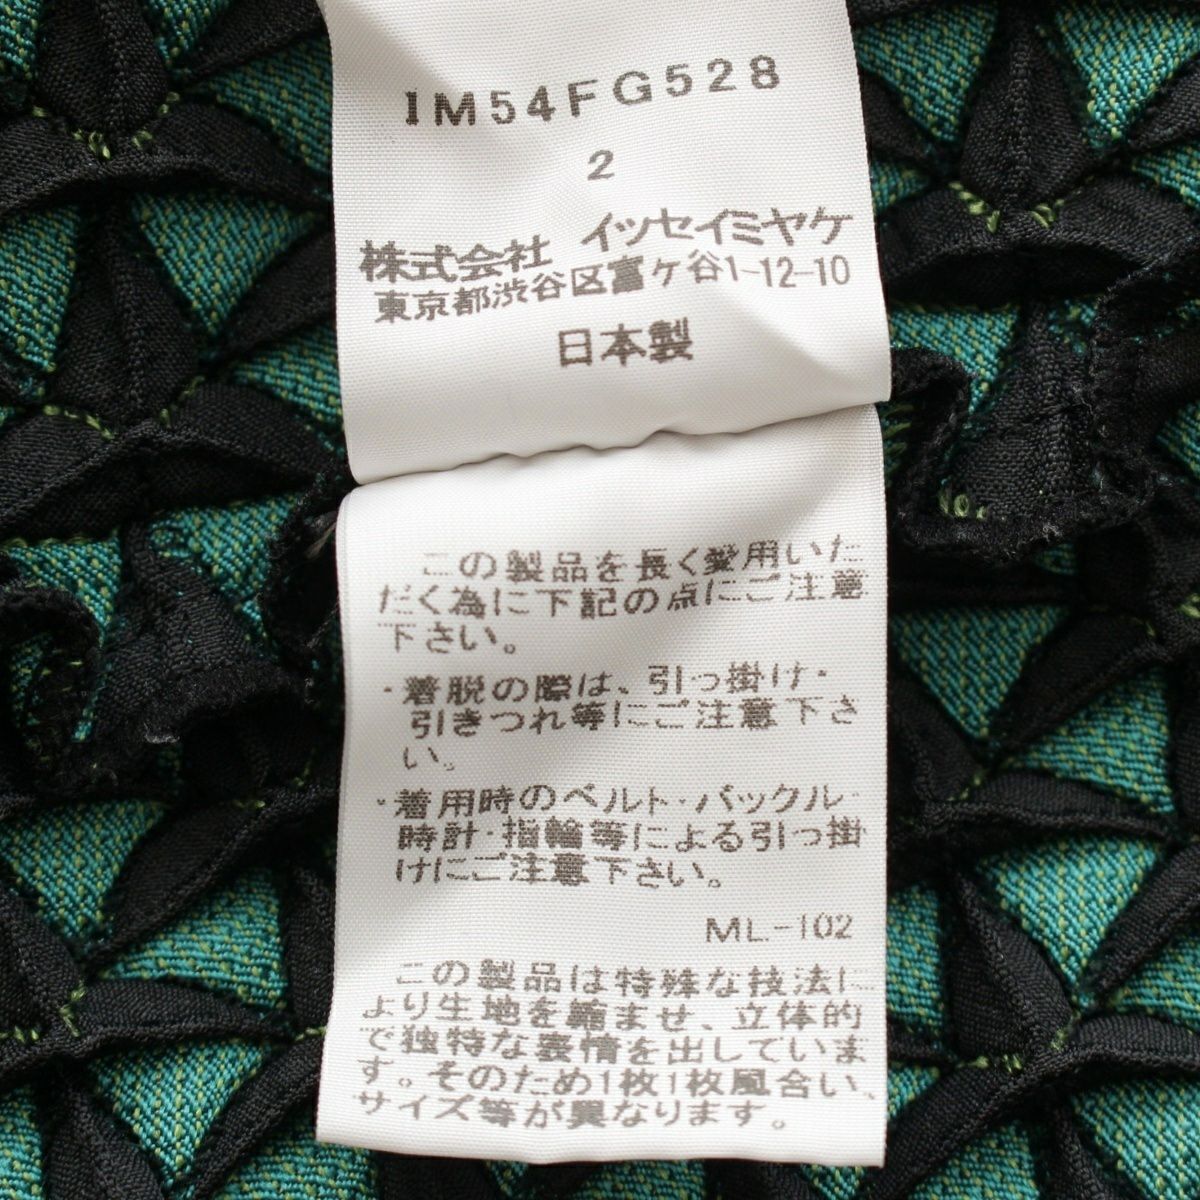 IM54FG528
2
株式会社 イッセイミヤケ
東京都渋谷区富ケ谷1-12-10
日本製
この製品を長く愛用いた
だく為に下記の点にご注意
下さい。
・着脱の際は、引っ掛け・
引きつれ等にご注意下さ
い。
・着用時のベルト・バックル・
時計・指輪等による引っ掛
けにご注意下さい。
ML-102
この製品は特殊な技法に
より生地を縮ませ、立体的
で独特な表情を出していま
す。そのため1枚1枚風合い、
サイズ等が異なります。